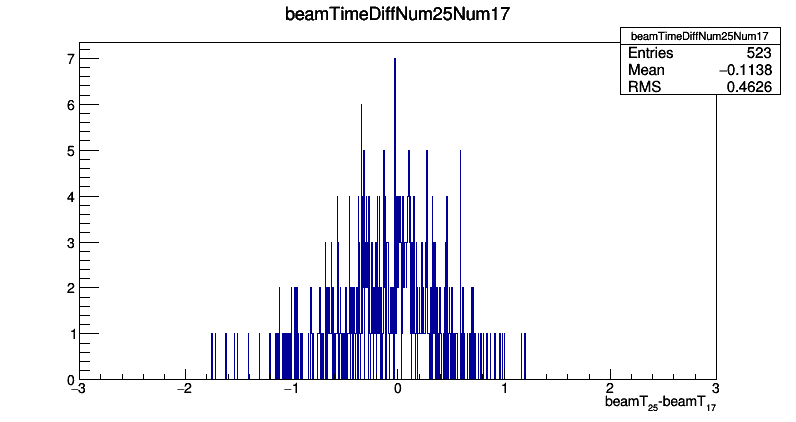 beamTimeDiffNum25Num17
beamTimeDiffNum25Num17
Entries 523
Mean −0.1138
RMS 0.4626
7
6
5
4
3
2
1
0
−3 −2 −1 0 1 2 3
beamT25-beamT17